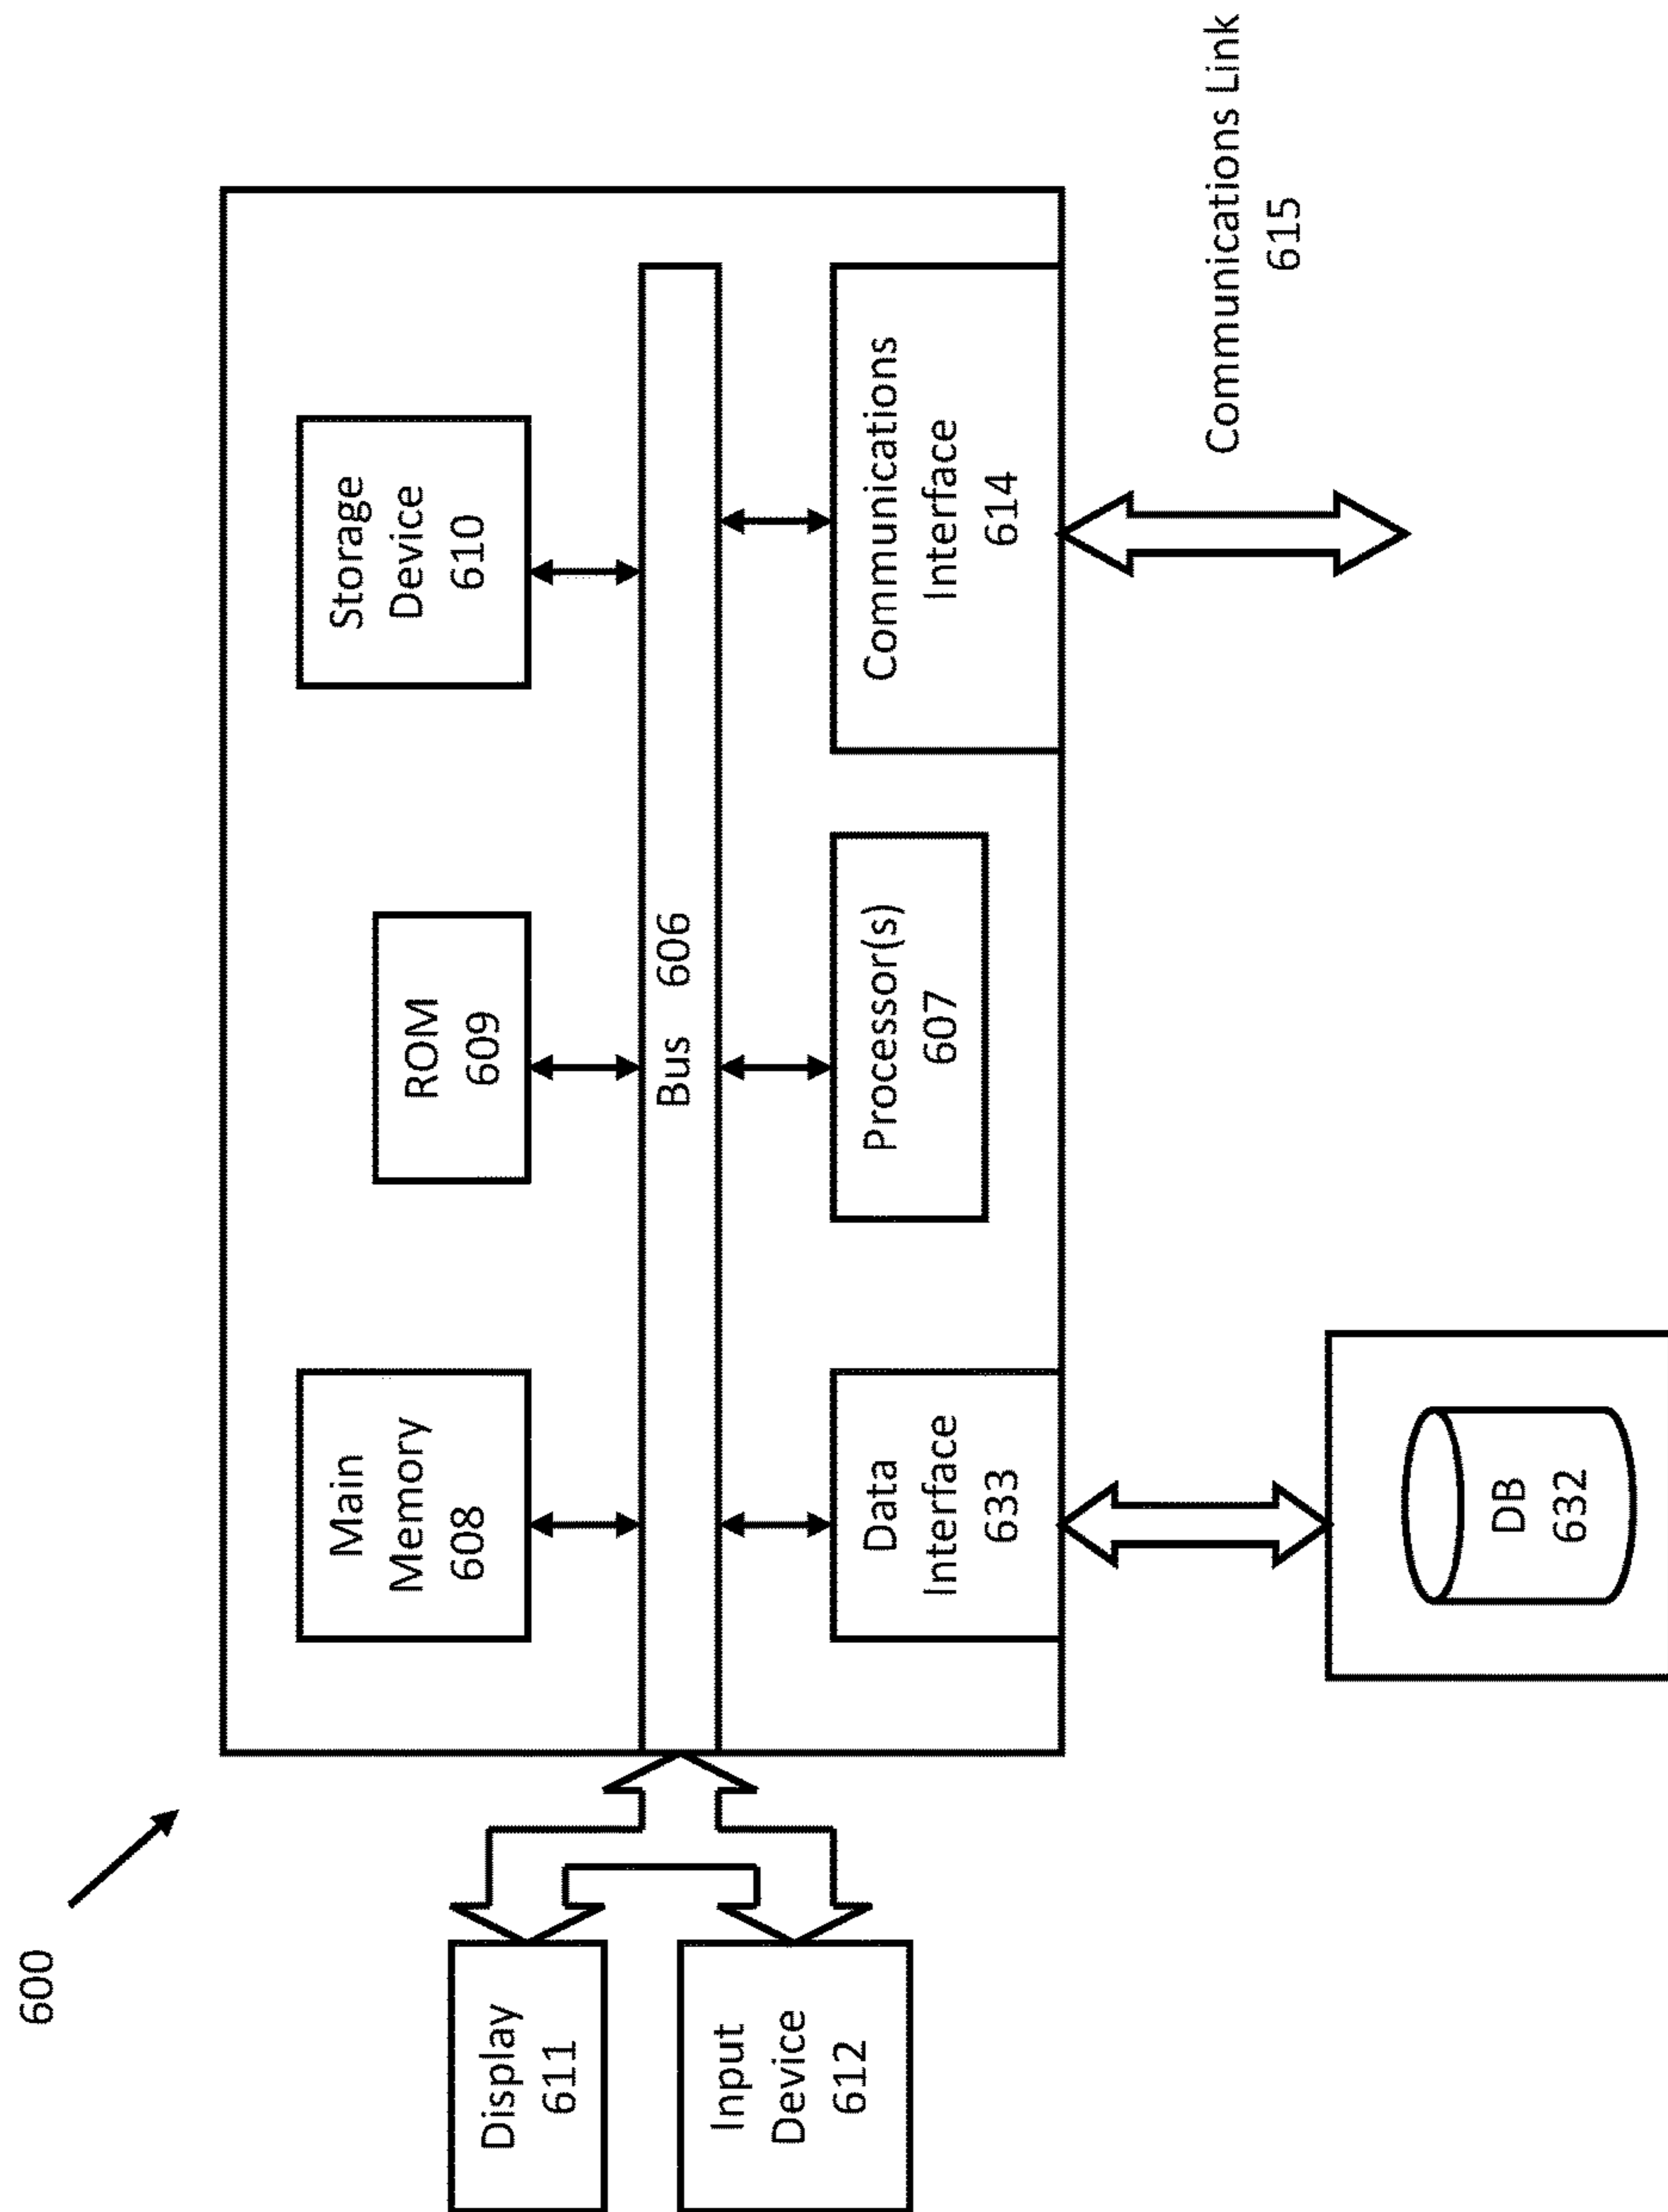 600
Main
Memory
608
ROM
609
Storage
Device
610
Display
611
Input
Device
612
Bus 606
Data
Interface
633
Processor(s)
607
Communications
Interface
614
DB
632
Communications Link
615